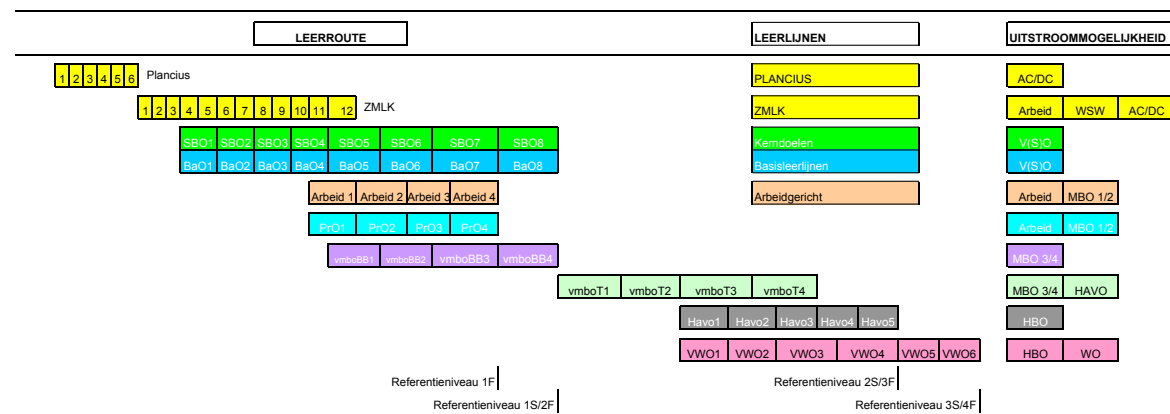 LEERROUTE LEERLIJNEN UITSTROOMMOGELIJKHEID
1 2 3 4 5 6 Plancius PLANCIUS AC/DC
1 2 3 4 5 6 7 8 9 10 11 12 ZMLK ZMLK Arbeid WSW AC/DC
SBO1 SBO2 SBO3 SBO4 SBO5 SBO6 SBO7 SBO8 Kerndoelen V(S)O
BaO1 BaO2 BaO3 BaO4 BaO5 BaO6 BaO7 BaO8 Basisleerlijnen V(S)O
Arbeid 1 Arbeid 2 Arbeid 3 Arbeid 4 Arbeidgericht Arbeid MBO 1/2
PrO1 PrO2 PrO3 PrO4 Arbeid MBO 1/2
vmboBB1 vmboBB2 vmboBB3 vmboBB4 MBO 3/4
vmboT1 vmboT2 vmboT3 vmboT4 MBO 3/4 HAVO
Havo1 Havo2 Havo3 Havo4 Havo5 HBO
VWO1 VWO2 VWO3 VWO4 VWO5 VWO6 HBO WO
Referentieniveau 1F Referentieniveau 2S/3F
Referentieniveau 1S/2F Referentieniveau 3S/4F